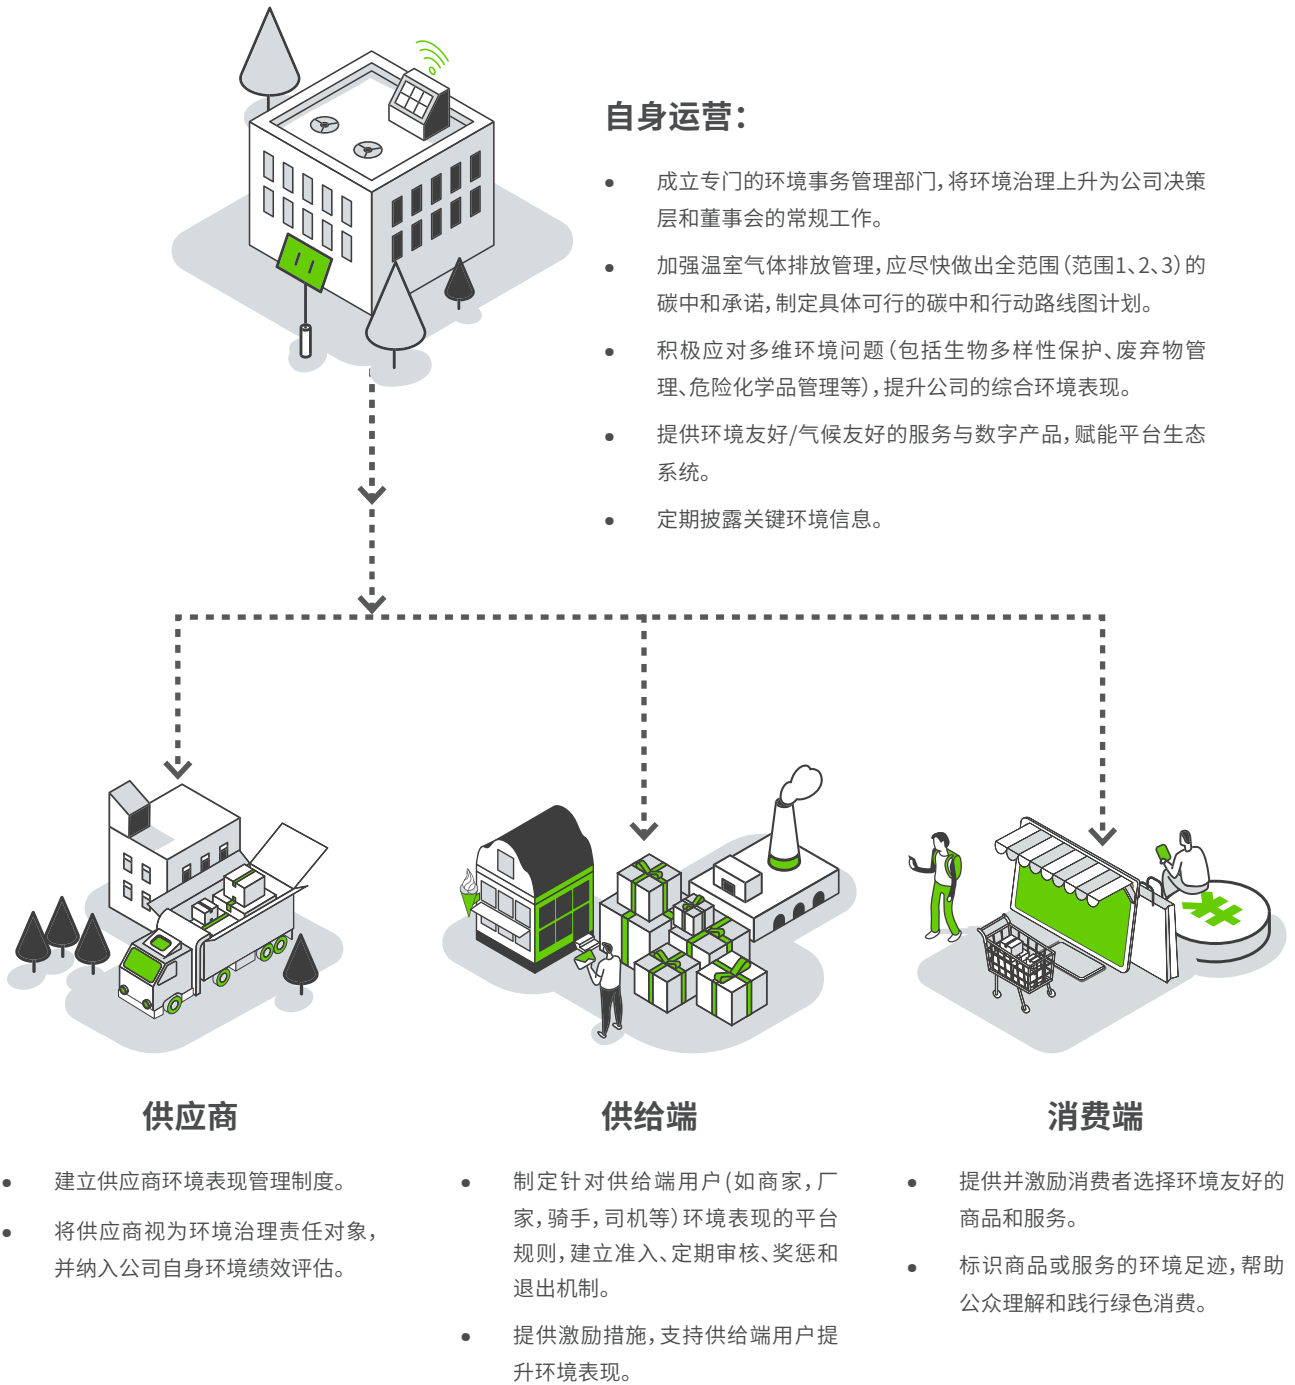 自身运营：
• 成立专门的环境事务管理部门，将环境治理上升为公司决策
层和董事会的常规工作。
• 加强温室气体排放管理，应尽快做出全范围（范围1、2、3）的
碳中和承诺，制定具体可行的碳中和行动路线图计划。
• 积极应对多维环境问题（包括生物多样性保护、废弃物管
理、危险化学品管理等），提升公司的综合环境表现。
• 提供环境友好/气候友好的服务与数字产品，赋能平台生态
系统。
• 定期披露关键环境信息。
供应商
• 建立供应商环境表现管理制度。
• 将供应商视为环境治理责任对象，
并纳入公司自身环境绩效评估。
供给端
• 制定针对供给端用户（如商家，厂
家，骑手，司机等）环境表现的平台
规则，建立准入、定期审核、奖惩和
退出机制。
• 提供激励措施，支持供给端用户提
升环境表现。
消费端
• 提供并激励消费者选择环境友好的
商品和服务。
• 标识商品或服务的环境足迹，帮助
公众理解和践行绿色消费。